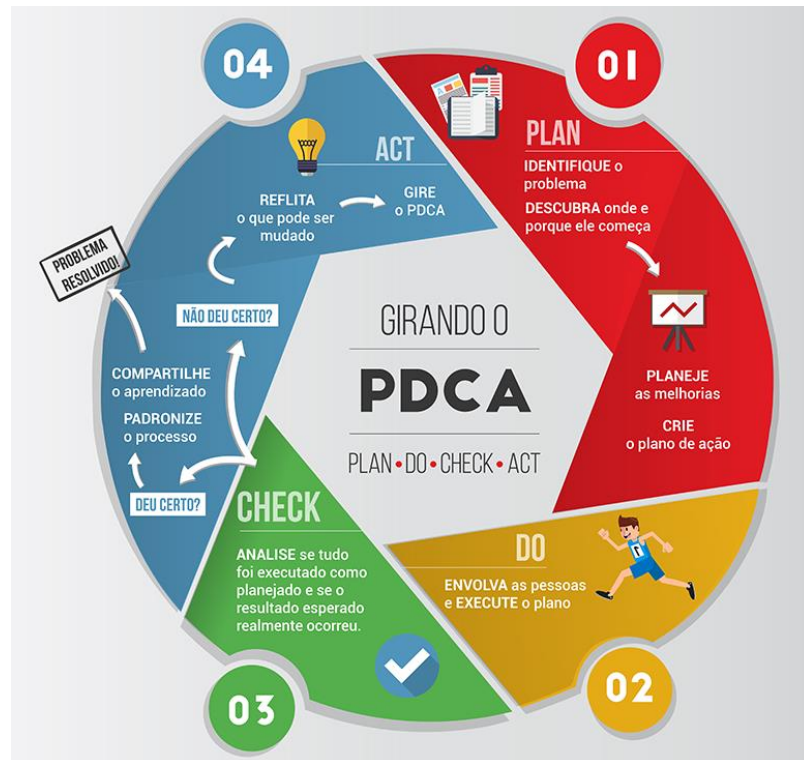 GIRANDO O
PDCA
PLAN • DO • CHECK • ACT
01
PLAN
IDENTIFIQUE o
problema
DESCUBRA onde e
porque ele começa
PLANEJE
as melhorias
CRIE
o plano de ação
02
DO
ENVOLVA as pessoas
e EXECUTE o plano
1
03
CHECK
ANALISE se tudo
foi executado como
planejado e se o
resultado esperado
realmente ocorreu.
04
ACT
DEU CERTO?
PADRONIZE
o processo
COMPARTILHE
o aprendizado
PROBLEMA
RESOLVIDO!
NÃO DEU CERTO?
REFLITA
o que pode ser
mudado
GIRE
o PDCA